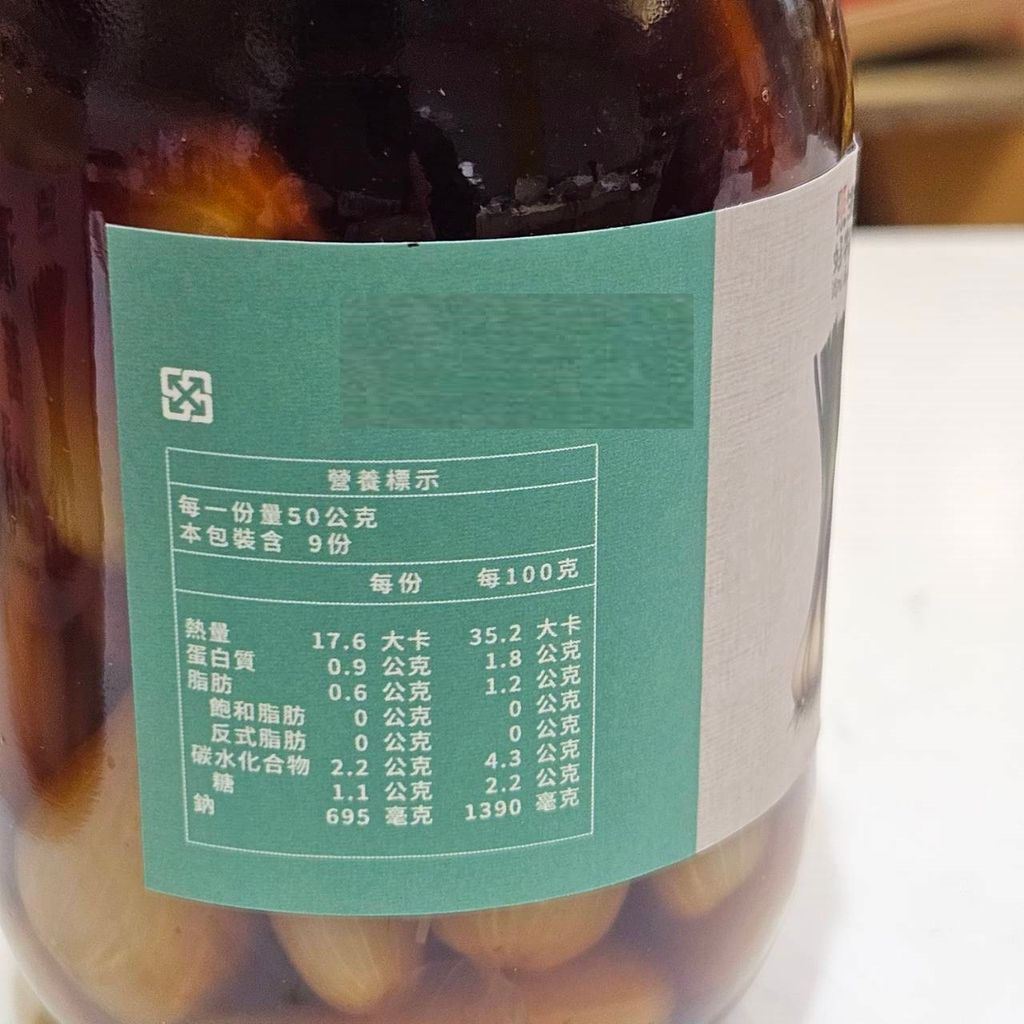 營養標示
每一份量50公克
本包裝含 9份
每份 每100克
熱量 17.6 大卡 35.2 大卡
蛋白質 0.9 公克 1.8 公克
脂肪 0.6 公克 1.2 公克
飽和脂肪 0 公克 0 公克
反式脂肪 0 公克 0 公克
碳水化合物 2.2 公克 4.3 公克
糖 1.1 公克 2.2 公克
鈉 695 毫克 1390 毫克